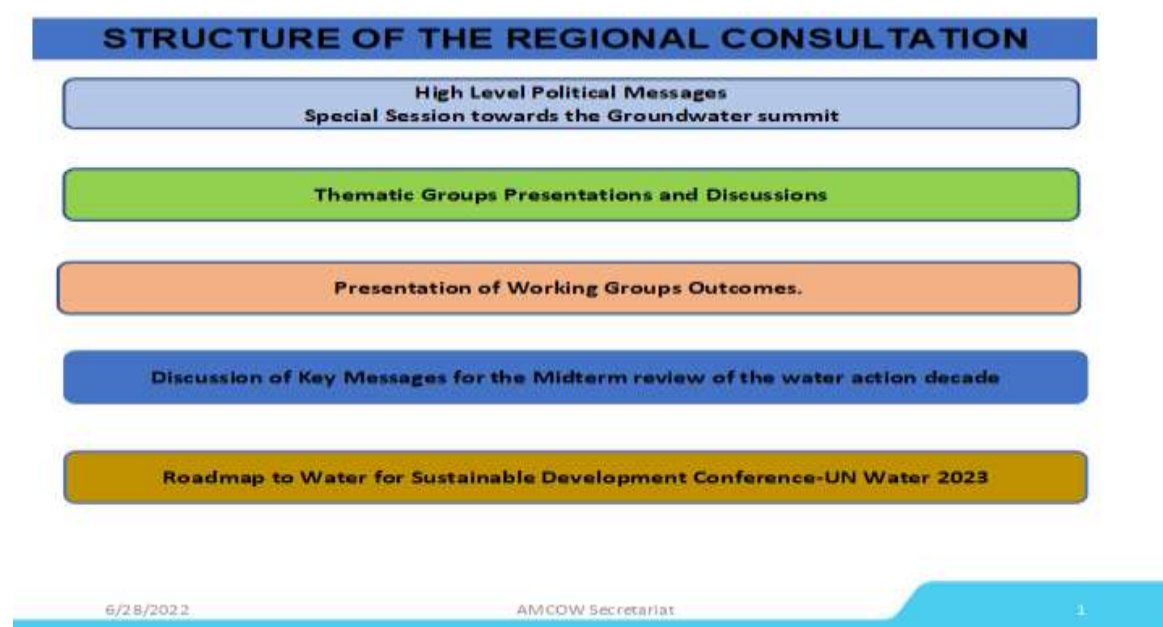 STRUCTURE OF THE REGIONAL CONSULTATION
High Level Political Messages
Special Session towards the Groundwater summit
Thematic Groups Presentations and Discussions
Presentation of Working Groups Outcomes.
Discussion of Key Messages for the Midterm review of the water action decade
Roadmap to Water for Sustainable Development Conference-UN Water 2023
6/28/2022
AMCOW Secretariat
1